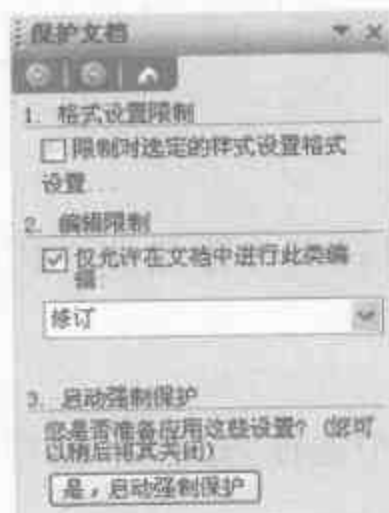 保护文档
1. 格式设置限制
限制对选定的样式设置格式
设置...
2. 编辑限制
仅允许在文档中进行此类编
辑:
修订
3. 启动强制保护
您是否准备应用这些设置? (您可
以稍后将其关闭)
是，启动强制保护